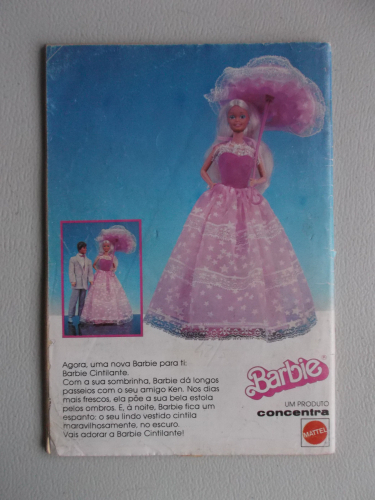 Agora, uma nova Barbie para ti:
Barbie Cintilante.
Com a sua sombrinha, Barbie dá longos
passeios com o seu amigo Ken. Nos dias
mais frescos, ela põe a sua bela estola
pelos ombros. E, à noite, Barbie fica um
espanto: o seu lindo vestido cintila
maravilhosamente, no escuro.
Vais adorar a Barbie Cintilante!
Barbie
UM PRODUTO
concentra
MATTEL